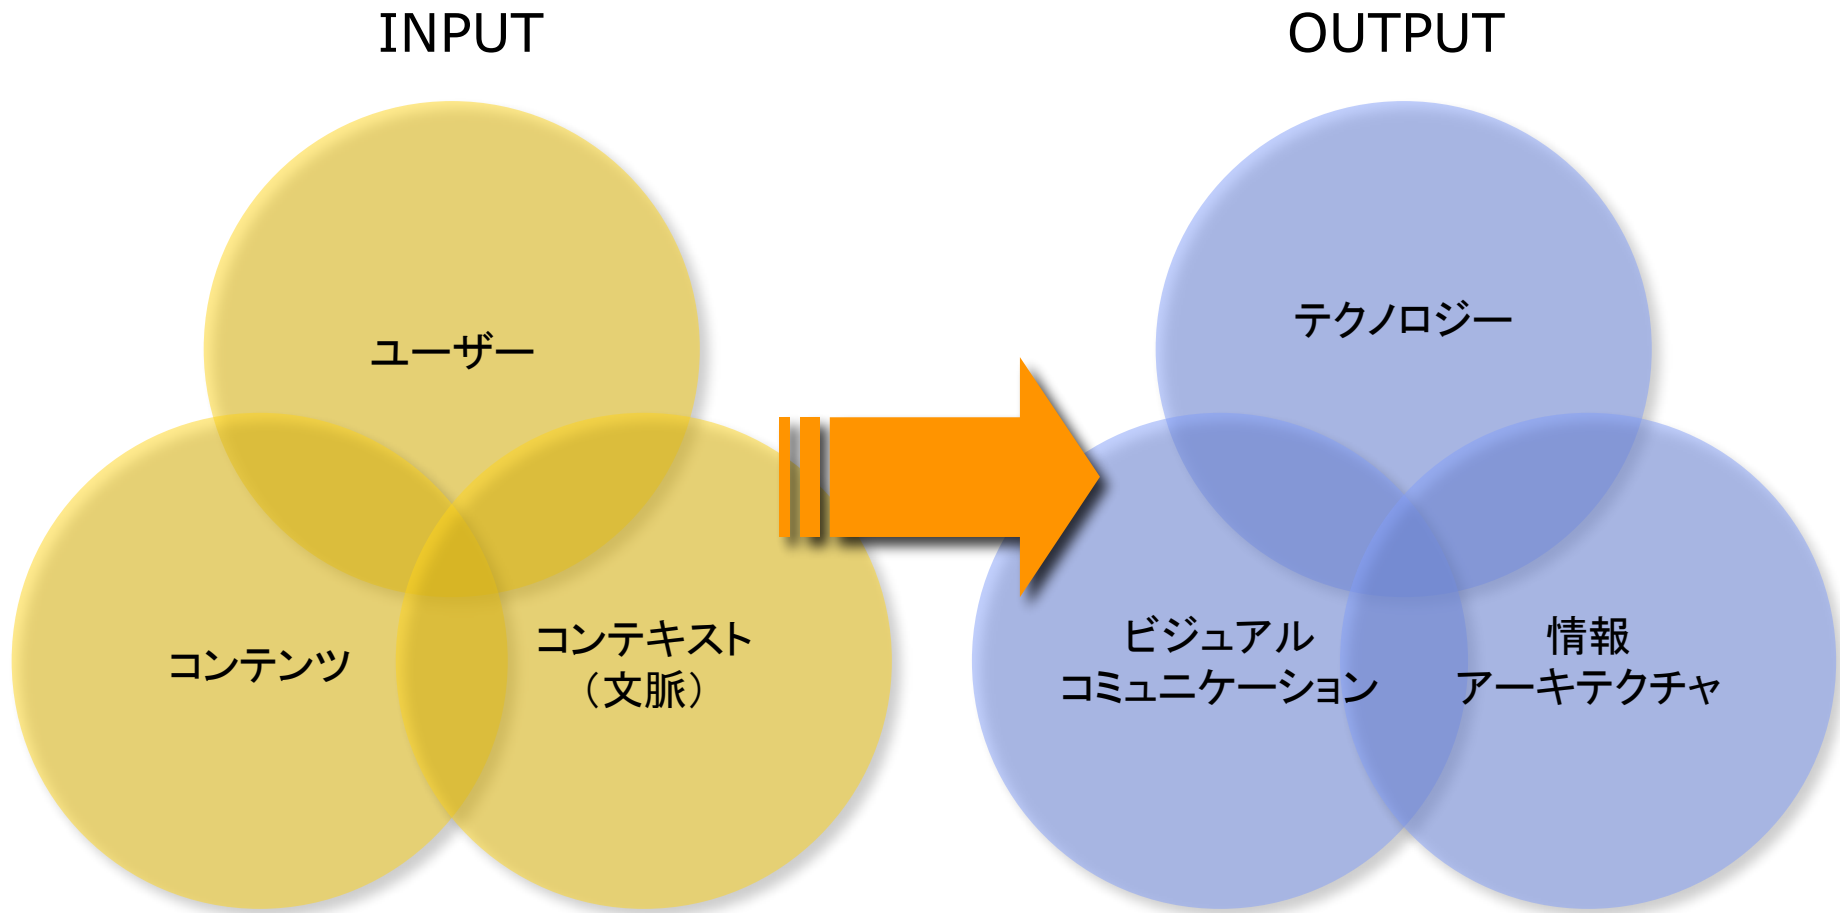 INPUT
ユーザー
コンテンツ
コンテキスト
（文脈）
OUTPUT
テクノロジー
ビジュアル
コミュニケーション
情報
アーキテクチャ